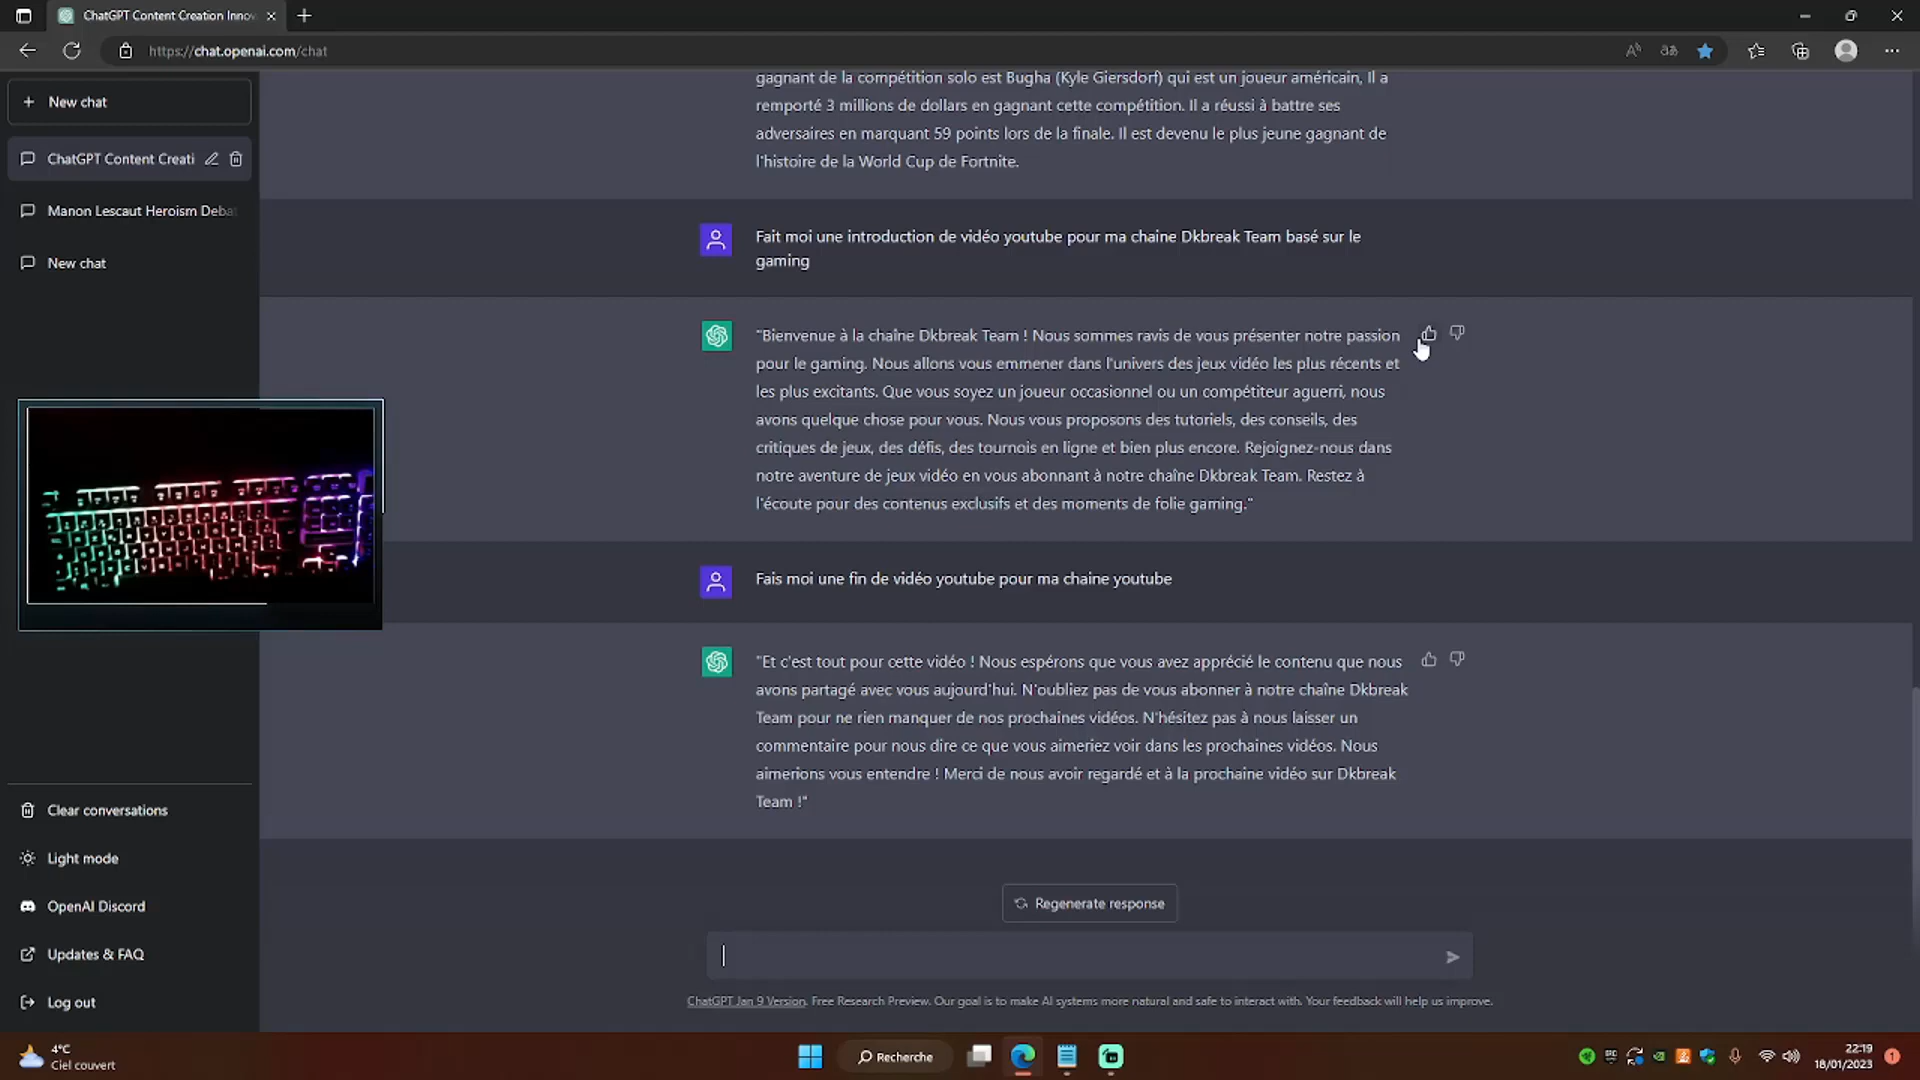 ChatGPT Content Creation Innov
https://chat.openai.com/chat
New chat
ChatGPT Content Creati
Manon Lescaut Heroism Deba
New chat
gagnant de la compétition solo est Bugha (Kyle Giersdorf) qui est un joueur américain, Il a
remporté 3 millions de dollars en gagnant cette compétition. Il a réussi à battre ses
adversaires en marquant 59 points lors de la finale. Il est devenu le plus jeune gagnant de
l'histoire de la World Cup de Fortnite.
Fait moi une introduction de vidéo youtube pour ma chaine Dkbreak Team basé sur le
gaming
"Bienvenue à la chaîne Dkbreak Team ! Nous sommes ravis de vous présenter notre passion
pour le gaming. Nous allons vous emmener dans l'univers des jeux vidéo les plus récents et
les plus excitants. Que vous soyez un joueur occasionnel ou un compétiteur aguerri, nous
avons quelque chose pour vous. Nous vous proposons des tutoriels, des conseils, des
critiques de jeux, des défis, des tournois en ligne et bien plus encore. Rejoignez-nous dans
notre aventure de jeux vidéo en vous abonnant à notre chaîne Dkbreak Team. Restez à
l'écoute pour des contenus exclusifs et des moments de folie gaming."
Fais moi une fin de vidéo youtube pour ma chaine youtube
"Et c'est tout pour cette vidéo ! Nous espérons que vous avez apprécié le contenu que nous
avons partagé avec vous aujourd'hui. N'oubliez pas de vous abonner à notre chaîne Dkbreak
Team pour ne rien manquer de nos prochaines vidéos. N'hésitez pas à nous laisser un
commentaire pour nous dire ce que vous aimeriez voir dans les prochaines vidéos. Nous
aimerions vous entendre ! Merci de nous avoir regardé et à la prochaine vidéo sur Dkbreak
Team !"
Clear conversations
Light mode
OpenAI Discord
Updates & FAQ
Log out
Regenerate response
ChatGPT Jan 9 Version. Free Research Preview. Our goal is to make AI systems more natural and safe to interact with. Your feedback will help us improve.
4°C
Ciel couvert
Recherche
22:19
18/01/2023
1